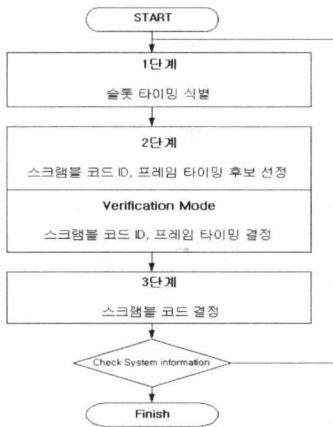 START
1단계
슬롯 타이밍 식별
2단계
스크램블 코드 ID, 프레임 타이밍 후보 선정
Verification Mode
스크램블 코드 ID, 프레임 타이밍 결정
3단계
스크램블 코드 결정
Check System information
Finish